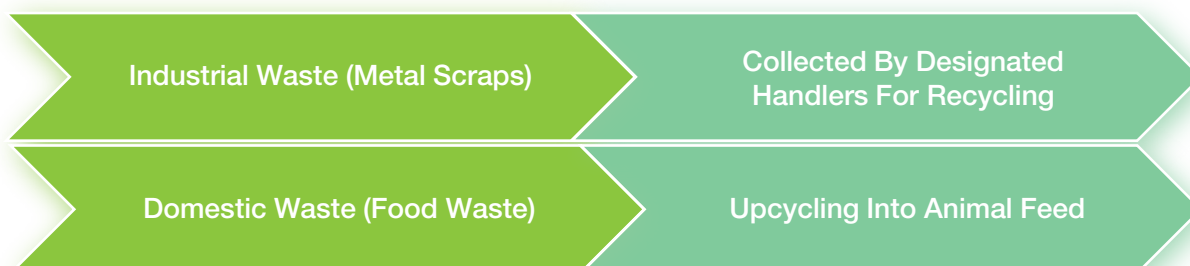 Industrial Waste (Metal Scraps)
Collected By Designated
Handlers For Recycling
Domestic Waste (Food Waste)
Upcycling Into Animal Feed